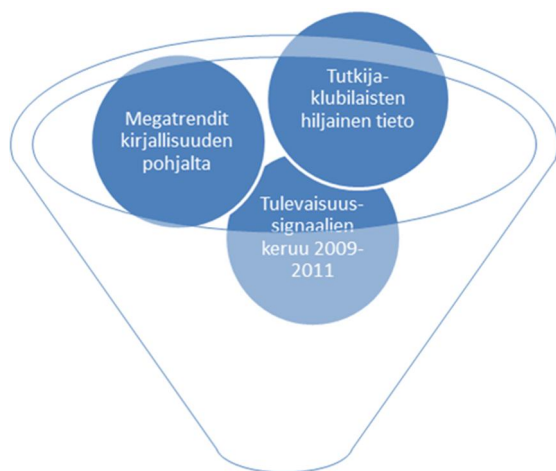 Megatrendit
kirjallisuuden
pohjalta
Tutkija-
klubilaisten
hiljainen tieto
Tulevaisuus-
signaalien
keruu 2009-
2011